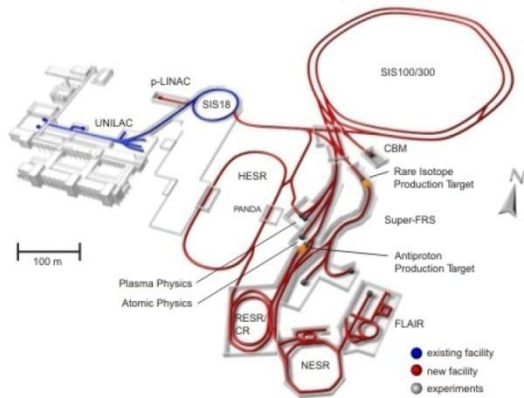 SIS100/300
p-LINAC
SIS18
UNILAC
CBM
Rare Isotope
Production Target
HESR
PANDA
Super-FRS
100 m
Plasma Physics
Antiproton
Production Target
Atomic Physics
RESR/
CR
FLAIR
NESR
existing facility
new facility
experiments
N